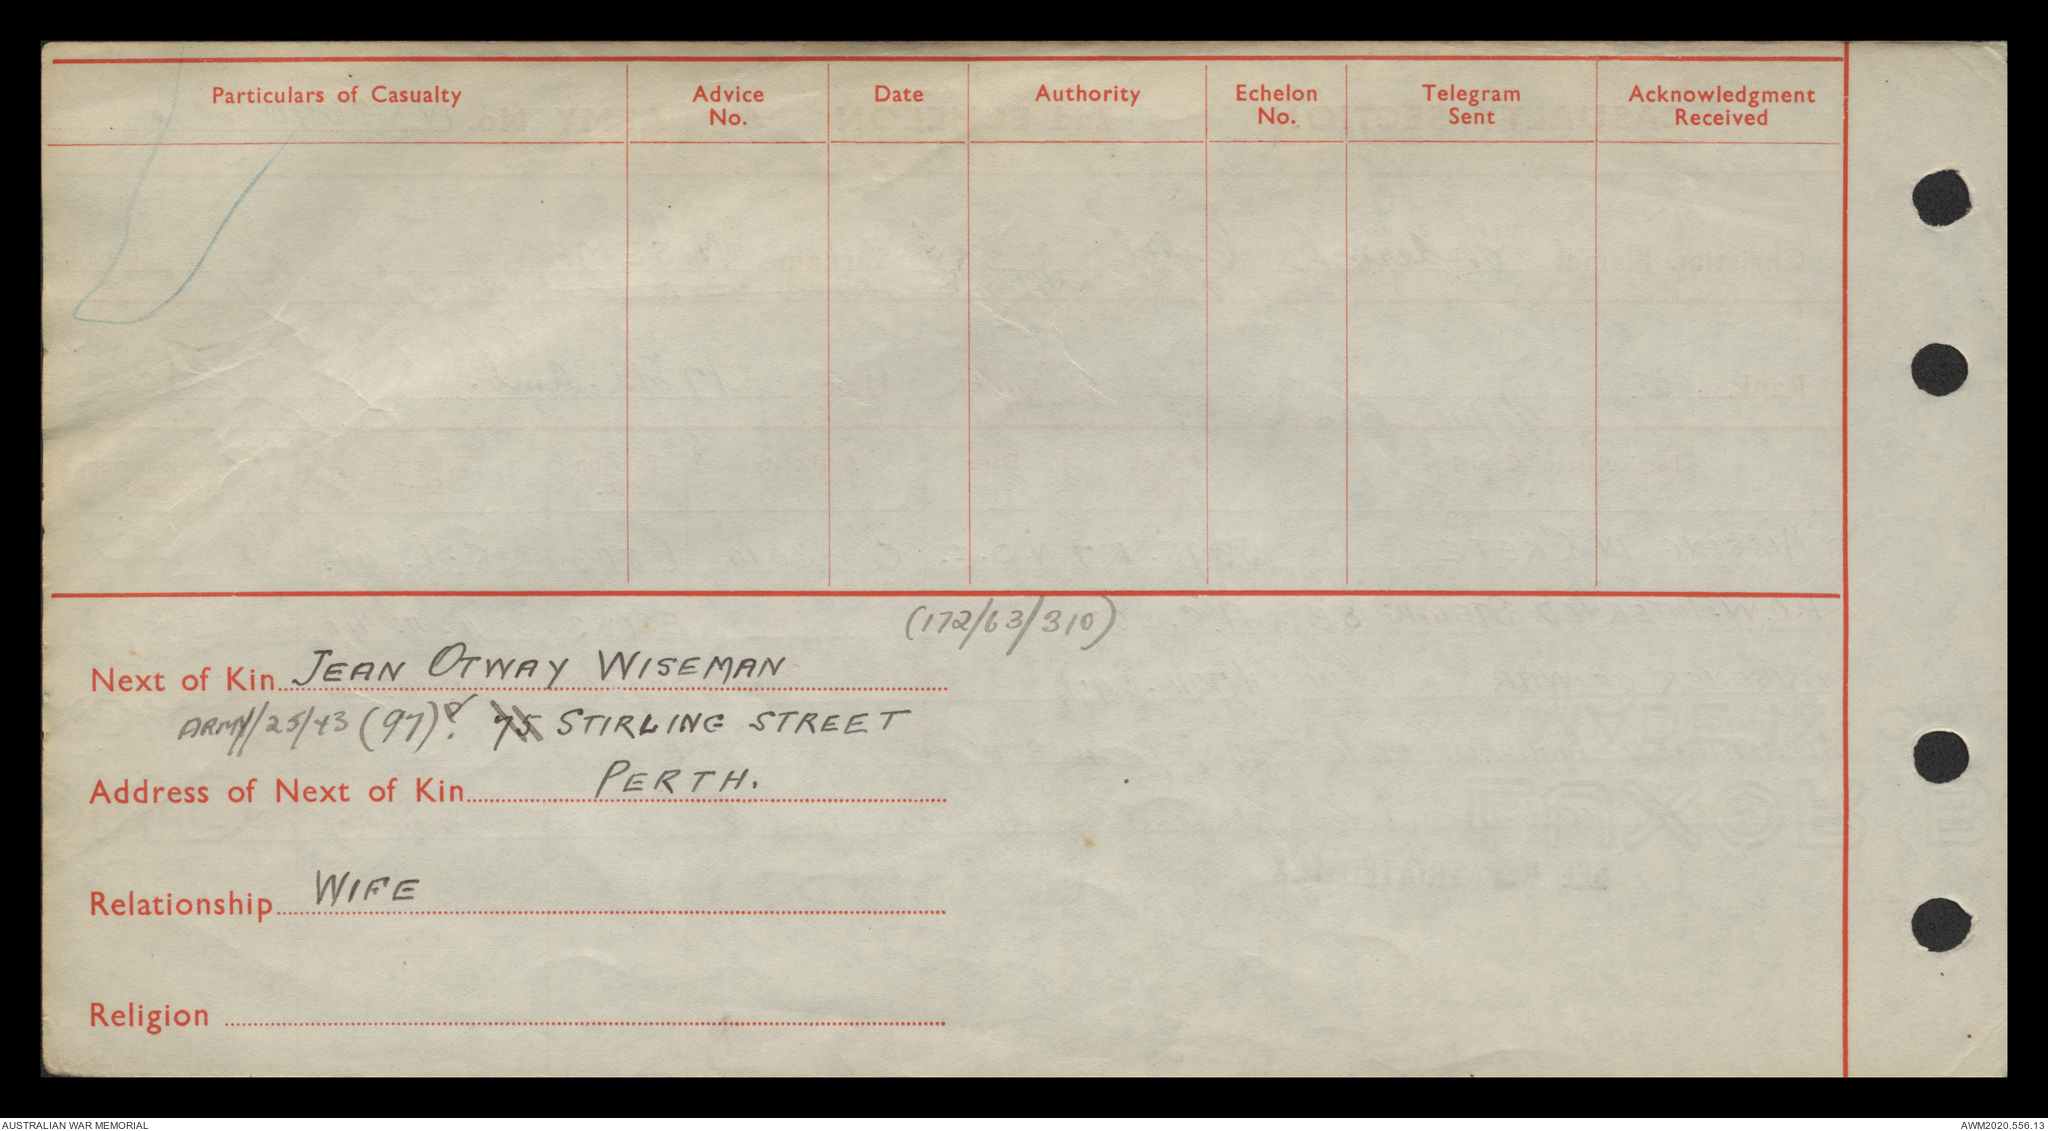 Particulars of Casualty Advice No. Date Authority Echelon No. Telegram Sent Acknowledgment Received
(172/63/310)
Next of Kin JEAN OTWAY WISEMAN
ARMY/25/43 (97)? 75 STIRLING STREET
Address of Next of Kin PERTH.
Relationship WIFE
Religion
AUSTRALIAN WAR MEMORIAL
AWM2020.556.13